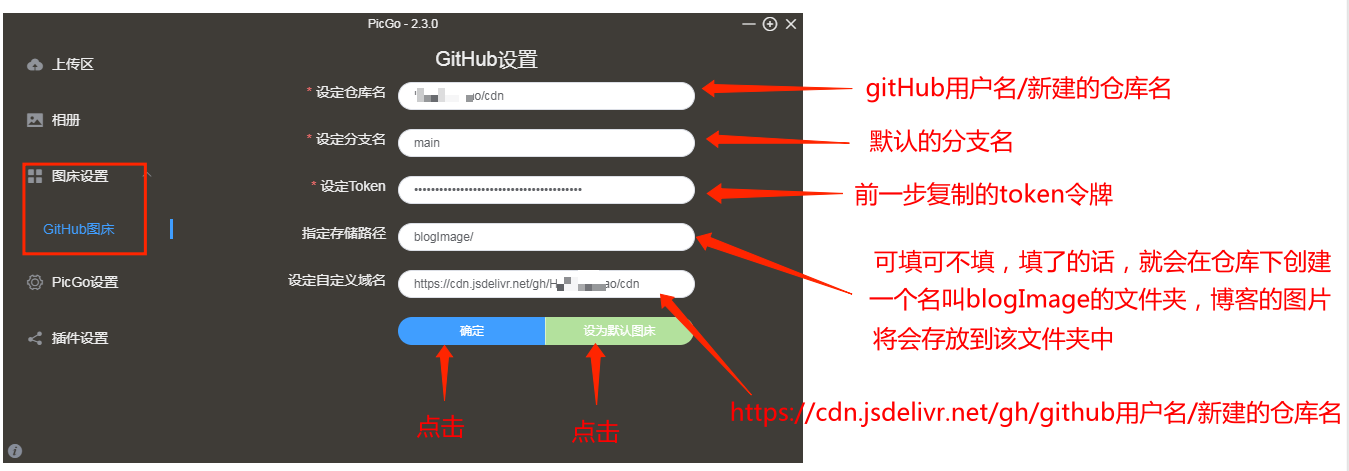 PicGo - 2.3.0
GitHub设置
上传区
相册
图床设置
GitHub图床
PicGo设置
插件设置
* 设定仓库名
o/cdn
gitHub用户名/新建的仓库名
* 设定分支名
main
默认的分支名
* 设定Token
前一步复制的token令牌
指定存储路径
blogImage/
可填可不填，填了的话，就会在仓库下创建
一个名叫blogImage的文件夹，博客的图片
将会存放到该文件夹中
设定自定义域名
https://cdn.jsdelivr.net/gh/H ao/cdn
https://cdn.jsdelivr.net/gh/github用户名/新建的仓库名
确定
设为默认图床
点击
点击